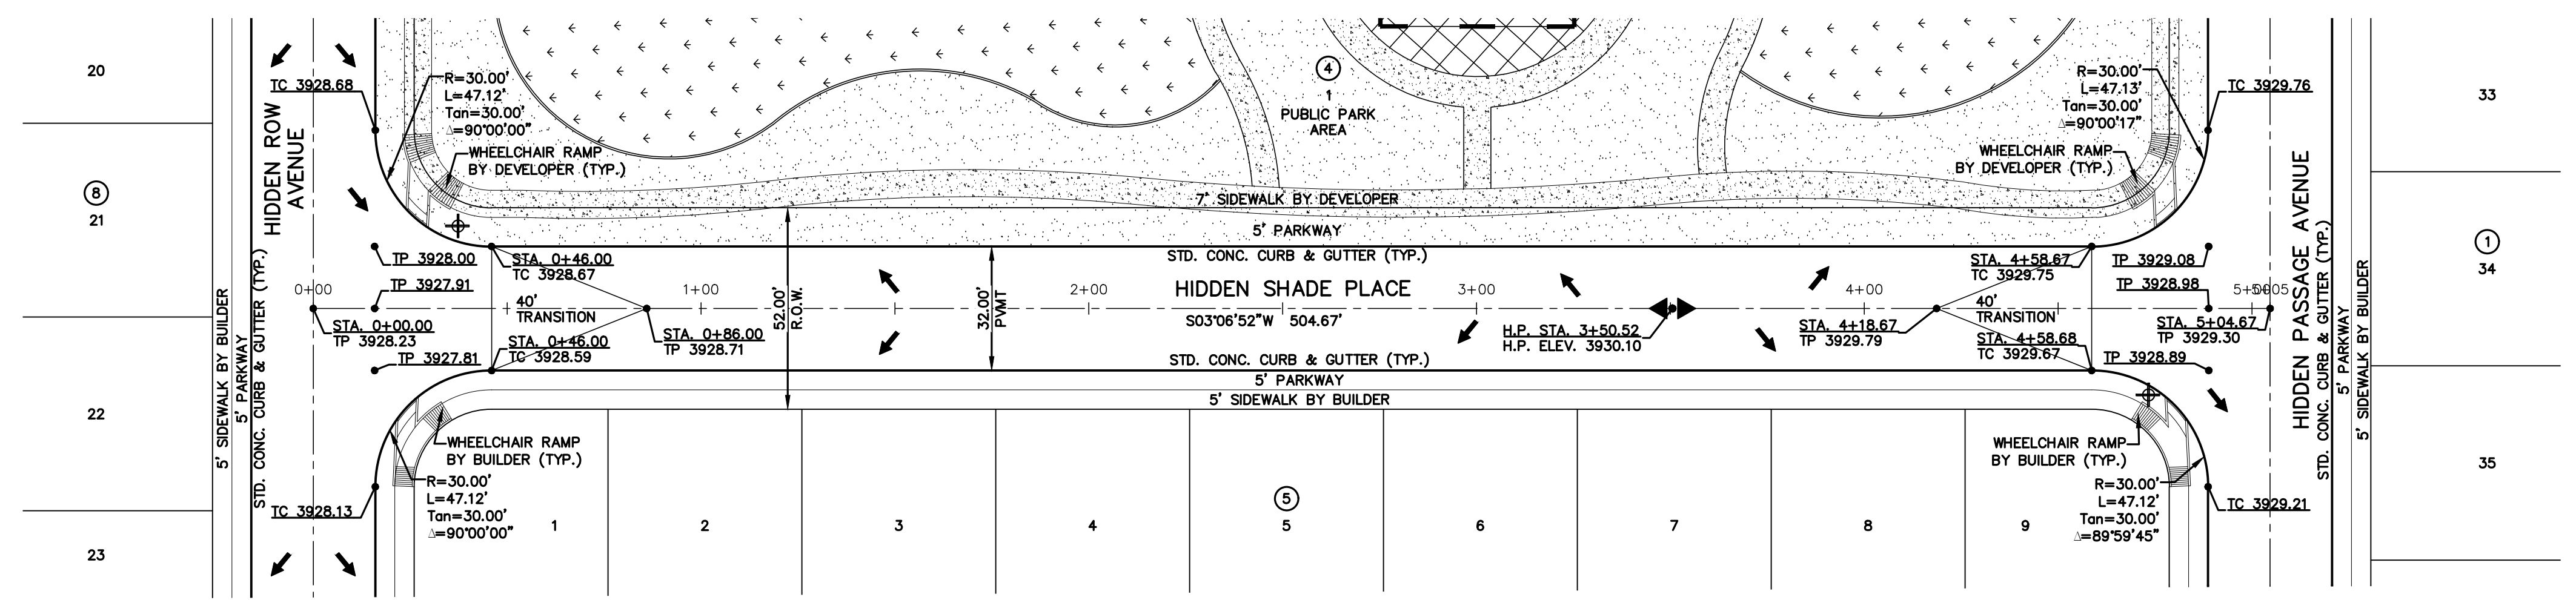 20
8
21
22
23
5' SIDEWALK BY BUILDER
5' PARKWAY
STD. CONC. CURB & GUTTER (TYP.)
HIDDEN ROW
AVENUE
TC 3928.68
R=30.00'
L=47.12'
Tan=30.00'
Δ=90°00'00"
WHEELCHAIR RAMP
BY DEVELOPER (TYP.)
TP 3928.00
TP 3927.91
0+00
STA. 0+00.00
TP 3928.23
TP 3927.81
STA. 0+46.00
TC 3928.67
40'
TRANSITION
STA. 0+46.00
TC 3928.59
1+00
STA. 0+86.00
TP 3928.71
WHEELCHAIR RAMP
BY BUILDER (TYP.)
R=30.00'
L=47.12'
Tan=30.00'
Δ=90°00'00"
TC 3928.13
52.00'
R.O.W.
32.00'
PVMT
4
1
PUBLIC PARK
AREA
7' SIDEWALK BY DEVELOPER
5' PARKWAY
STD. CONC. CURB & GUTTER (TYP.)
2+00
HIDDEN SHADE PLACE
3+00
S03°06'52"W 504.67'
STD. CONC. CURB & GUTTER (TYP.)
5' PARKWAY
5' SIDEWALK BY BUILDER
H.P. STA. 3+50.52
H.P. ELEV. 3930.10
4+00
STA. 4+18.67
TP 3929.79
5
1
2
3
4
5
6
7
8
9
R=30.00'
L=47.13'
Tan=30.00'
Δ=90°00'17"
WHEELCHAIR RAMP
BY DEVELOPER (TYP.)
TC 3929.76
STA. 4+58.67
TC 3929.75
TP 3929.08
TP 3928.98
40'
TRANSITION
STA. 4+58.68
TC 3929.67
STA. 5+04.67
TP 3929.30
TP 3928.89
WHEELCHAIR RAMP
BY BUILDER (TYP.)
R=30.00'
L=47.12'
Tan=30.00'
Δ=89°59'45"
TC 3929.21
HIDDEN PASSAGE AVENUE
STD. CONC. CURB & GUTTER (TYP.)
5' PARKWAY
5' SIDEWALK BY BUILDER
33
1
34
35